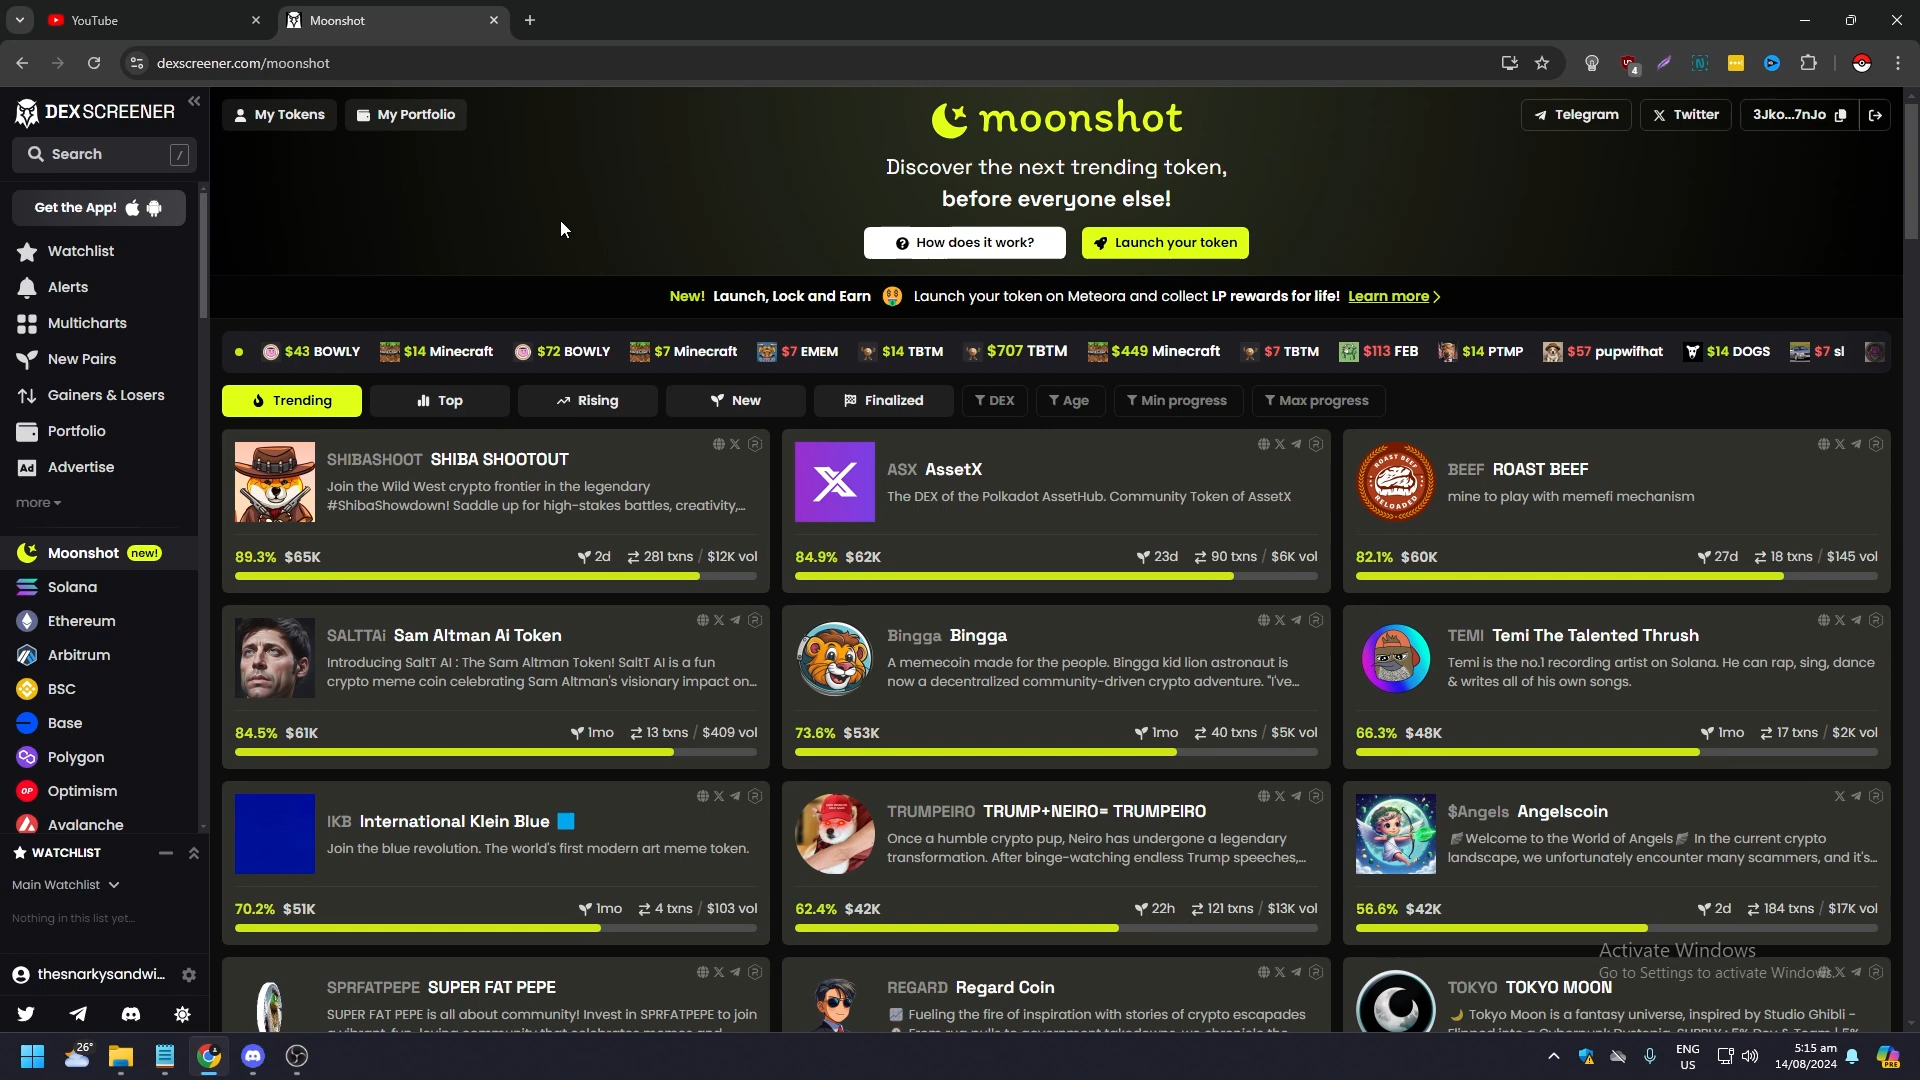 YouTube
Moonshot
dexscreener.com/moonshot
4
DEXSCREENER
Search
/
Get the App!
Watchlist
Alerts
Multicharts
New Pairs
Gainers & Losers
Portfolio
Ad Advertise
more
Moonshot new!
Solana
Ethereum
Arbitrum
BSC
Base
Polygon
OP Optimism
Avalanche
WATCHLIST
Main Watchlist
Nothing in this list yet...
thesnarkysandwi...
My Tokens
My Portfolio
moonshot
Telegram
Twitter
3Jko...7nJo
Discover the next trending token,
before everyone else!
How does it work?
Launch your token
New! Launch, Lock and Earn Launch your token on Meteora and collect LP rewards for life! Learn more
$43 BOWLY $14 Minecraft $72 BOWLY $7 Minecraft $7 EMEM $14 TBTM $707 TBTM $449 Minecraft $7 TBTM $113 FEB $14 PTMP $57 pupwifhat $14 DOGS $7 sl
Trending Top Rising New Finalized DEX Age Min progress Max progress
SHIBASHOOT SHIBA SHOOTOUT
Join the Wild West crypto frontier in the legendary
#ShibaShowdown! Saddle up for high-stakes battles, creativity,...
89.3% $65K 2d 281 txns / $12K vol
ASX AssetX
The DEX of the Polkadot AssetHub. Community Token of AssetX
84.9% $62K 23d 90 txns / $6K vol
ROAST BEEF
RELOADED
BEEF ROAST BEEF
mine to play with memefi mechanism
82.1% $60K 27d 18 txns / $145 vol
SALTTAi Sam Altman Ai Token
Introducing SaltT AI : The Sam Altman Token! SaltT AI is a fun
crypto meme coin celebrating Sam Altman's visionary impact on...
84.5% $61K 1mo 13 txns / $409 vol
Bingga Bingga
A memecoin made for the people. Bingga kid lion astronaut is
now a decentralized community-driven crypto adventure. "I've...
73.6% $53K 1mo 40 txns / $5K vol
TEMI Temi The Talented Thrush
Temi is the no.1 recording artist on Solana. He can rap, sing, dance
& writes all of his own songs.
66.3% $48K 1mo 17 txns / $2K vol
IKB International Klein Blue
Join the blue revolution. The world's first modern art meme token.
70.2% $51K 1mo 4 txns / $103 vol
TRUMPEIRO TRUMP+NEIRO= TRUMPEIRO
Once a humble crypto pup, Neiro has undergone a legendary
transformation. After binge-watching endless Trump speeches,...
62.4% $42K 22h 121 txns / $13K vol
$Angels Angelscoin
Welcome to the World of Angels In the current crypto
landscape, we unfortunately encounter many scammers, and it's...
56.6% $42K 2d 184 txns / $17K vol
Activate Windows
Go to Settings to activate Windows.
SPRFATPEPE SUPER FAT PEPE
SUPER FAT PEPE is all about community! Invest in SPRFATPEPE to join
REGARD Regard Coin
Fueling the fire of inspiration with stories of crypto escapades
TOKYO TOKYO MOON
Tokyo Moon is a fantasy universe, inspired by Studio Ghibli -
26°
ENG
US
5:15 am
14/08/2024
PRE